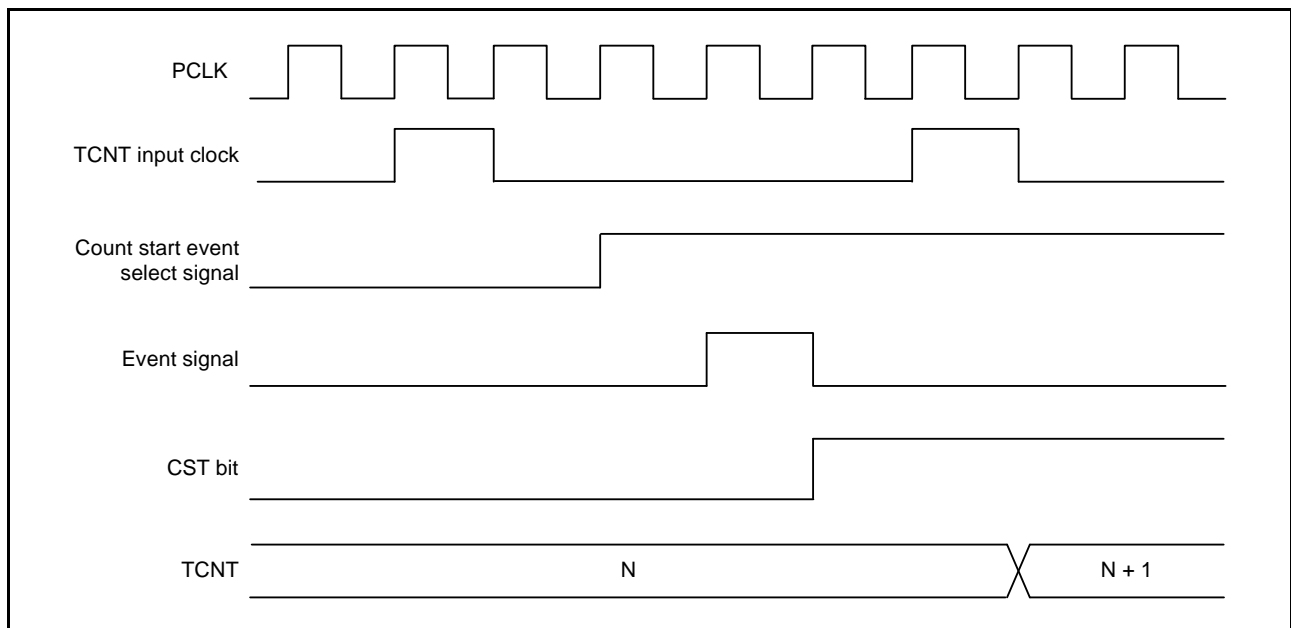 PCLK
TCNT input clock
Count start event
select signal
Event signal
CST bit
TCNT
N
N + 1